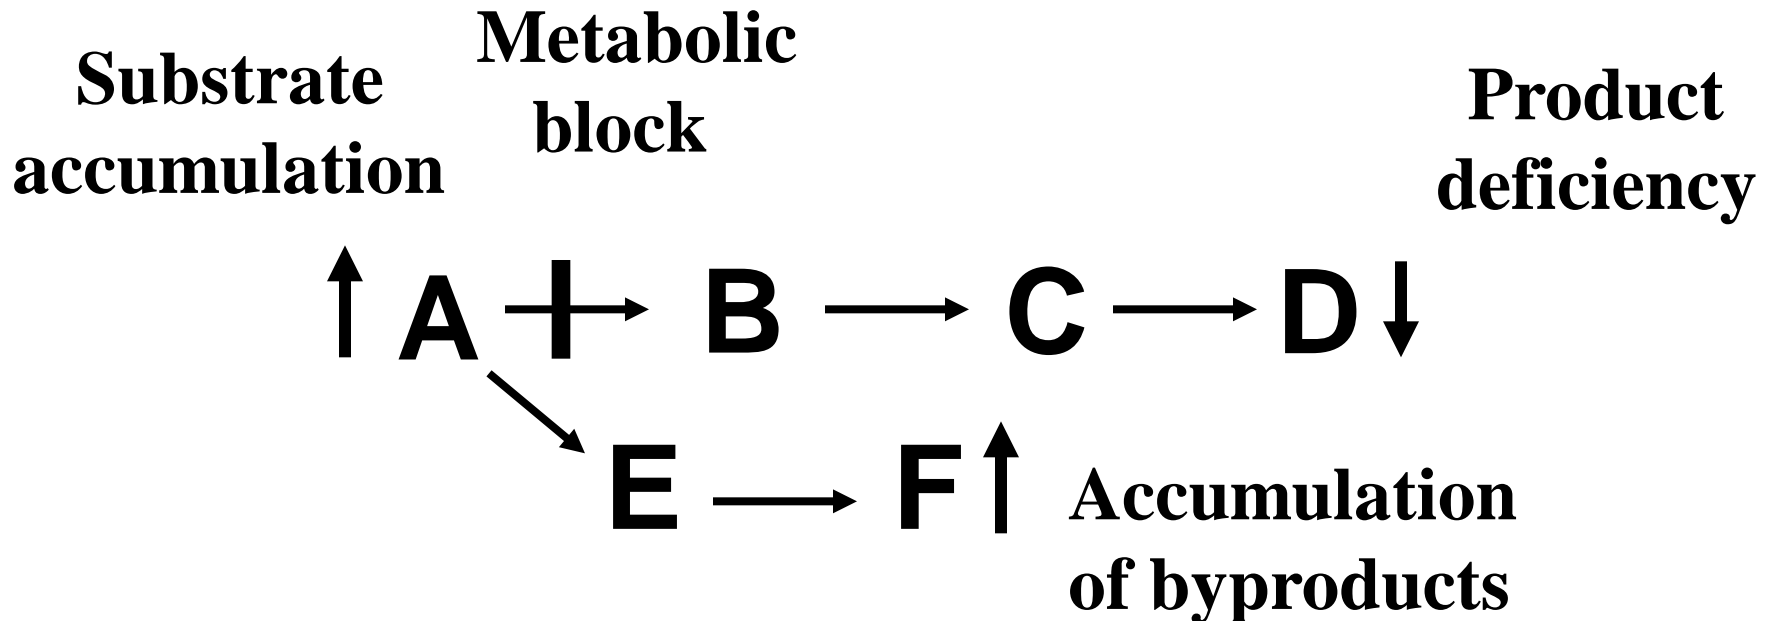 Metabolic
block
Substrate
accumulation
Product
deficiency
A B C D
E F
Accumulation
of byproducts